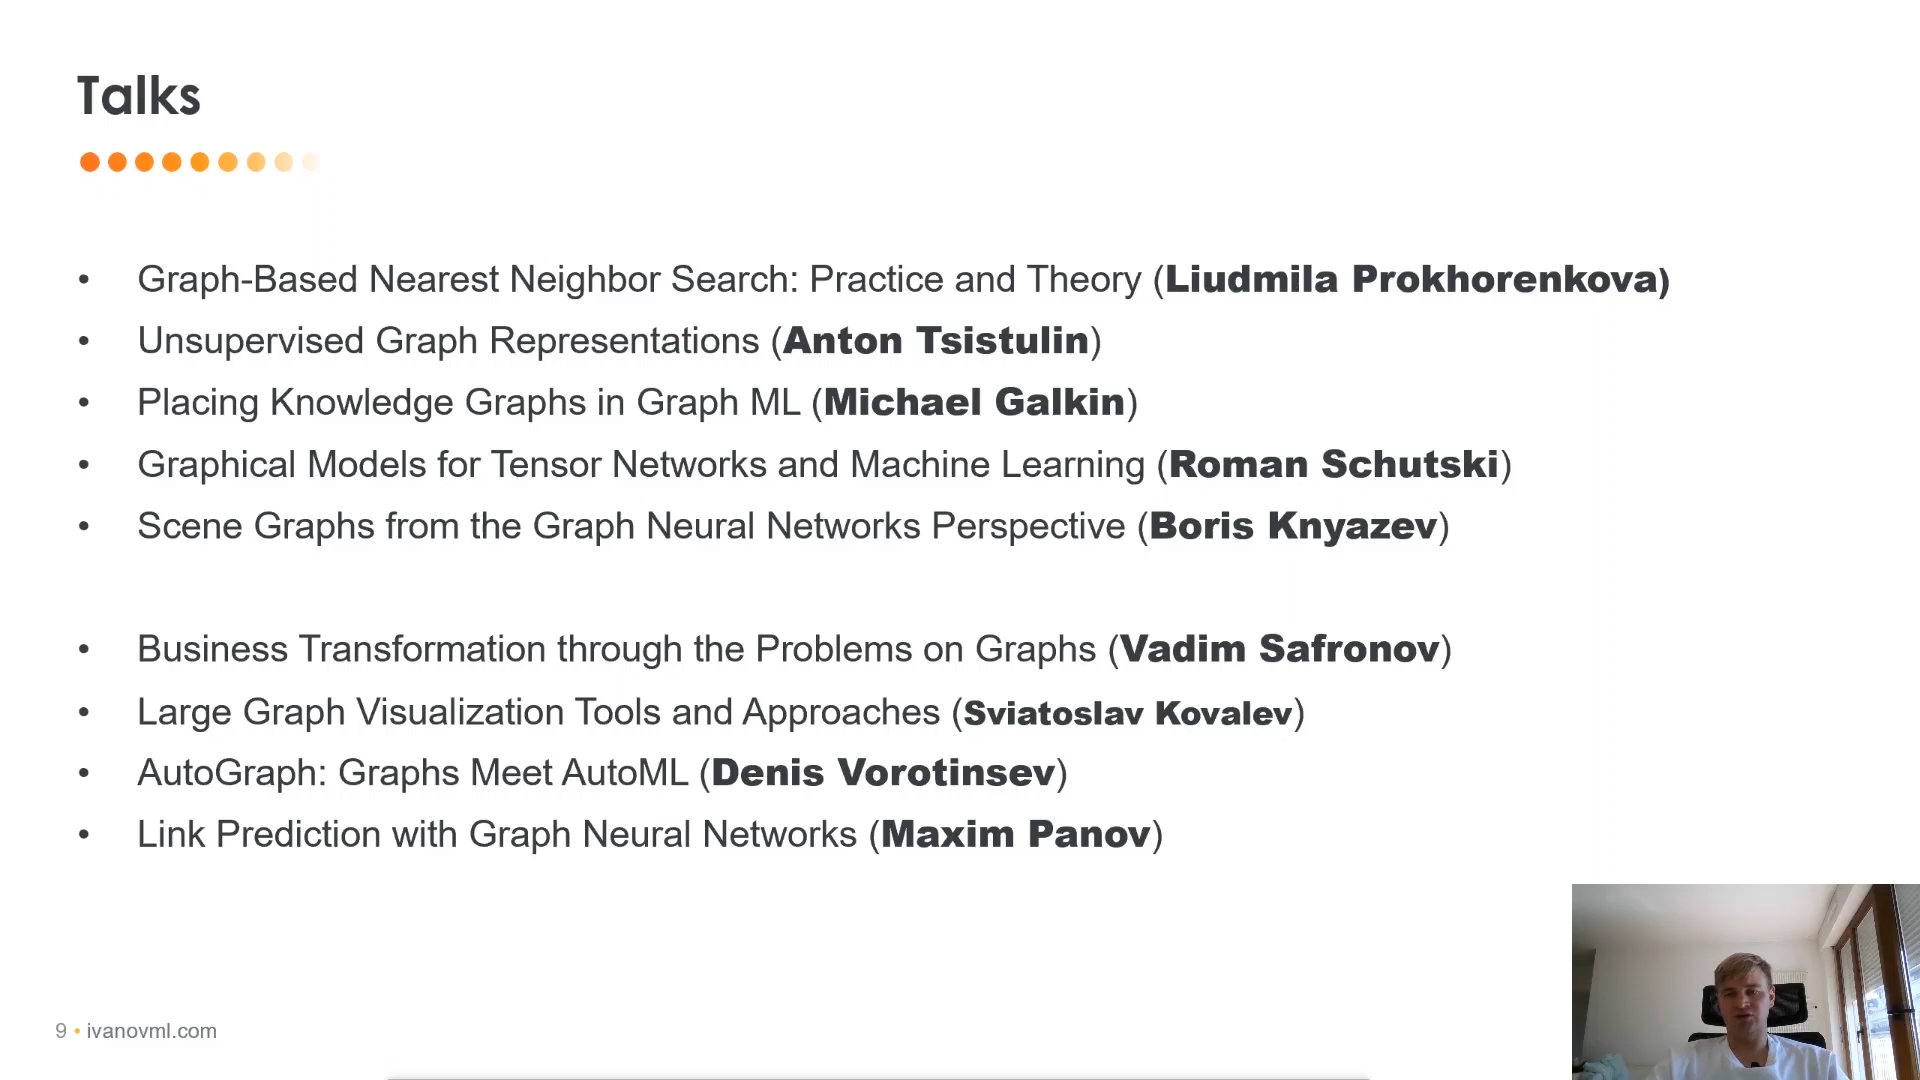 Talks
• Graph-Based Nearest Neighbor Search: Practice and Theory (Liudmila Prokhorenkova)
• Unsupervised Graph Representations (Anton Tsistulin)
• Placing Knowledge Graphs in Graph ML (Michael Galkin)
• Graphical Models for Tensor Networks and Machine Learning (Roman Schutski)
• Scene Graphs from the Graph Neural Networks Perspective (Boris Knyazev)
• Business Transformation through the Problems on Graphs (Vadim Safronov)
• Large Graph Visualization Tools and Approaches (Sviatoslav Kovalev)
• AutoGraph: Graphs Meet AutoML (Denis Vorotinsev)
• Link Prediction with Graph Neural Networks (Maxim Panov)
9 • ivanovml.com